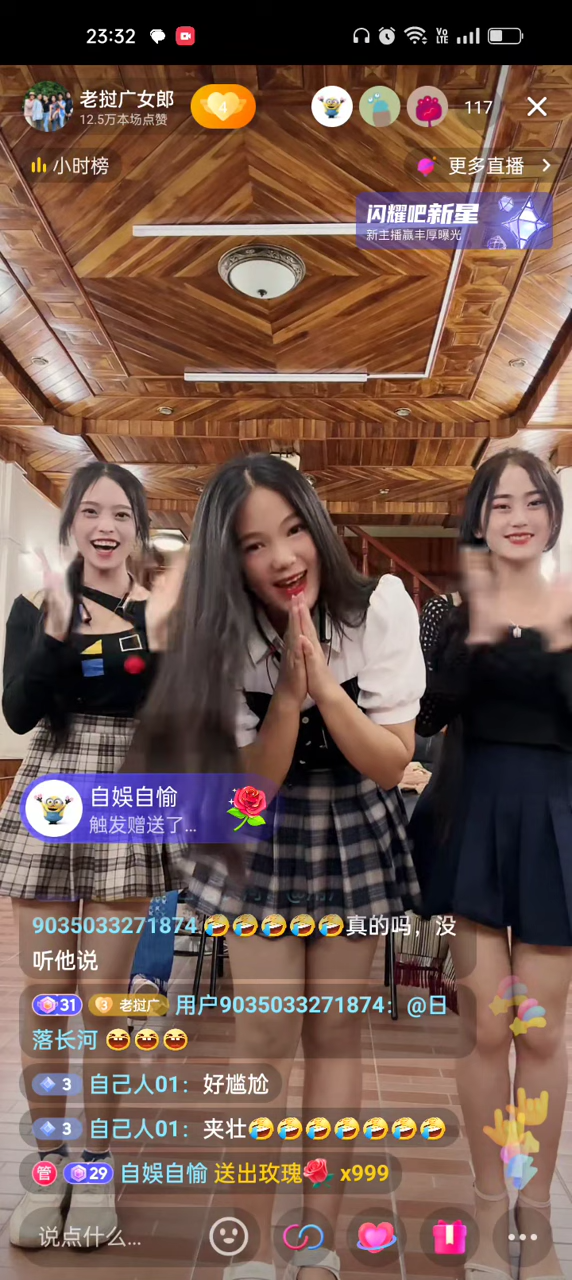 23:32
Vo
LTE
老挝广女郎
12.5万本场点赞
4
117
小时榜
更多直播
闪耀吧新星
新主播赢丰厚曝光
自娱自愉
触发赠送了...
9035033271874:🤣🤣🤣🤣🤣真的吗，没
听他说
31 3 老挝广 用户9035033271874：@日
落长河 😁😁😁
3 自己人01：好尴尬
3 自己人01：夹壮🤣🤣🤣🤣🤣🤣🤣
管 29 自娱自愉 送出玫瑰🌹 x999
说点什么...